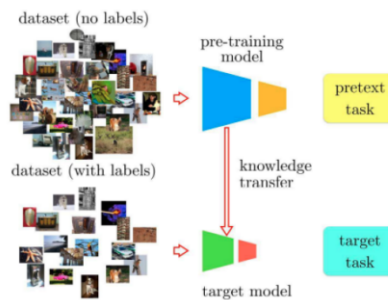 dataset (no labels)
pre-training
model
pretext
task
dataset (with labels)
knowledge
transfer
target
task
target model